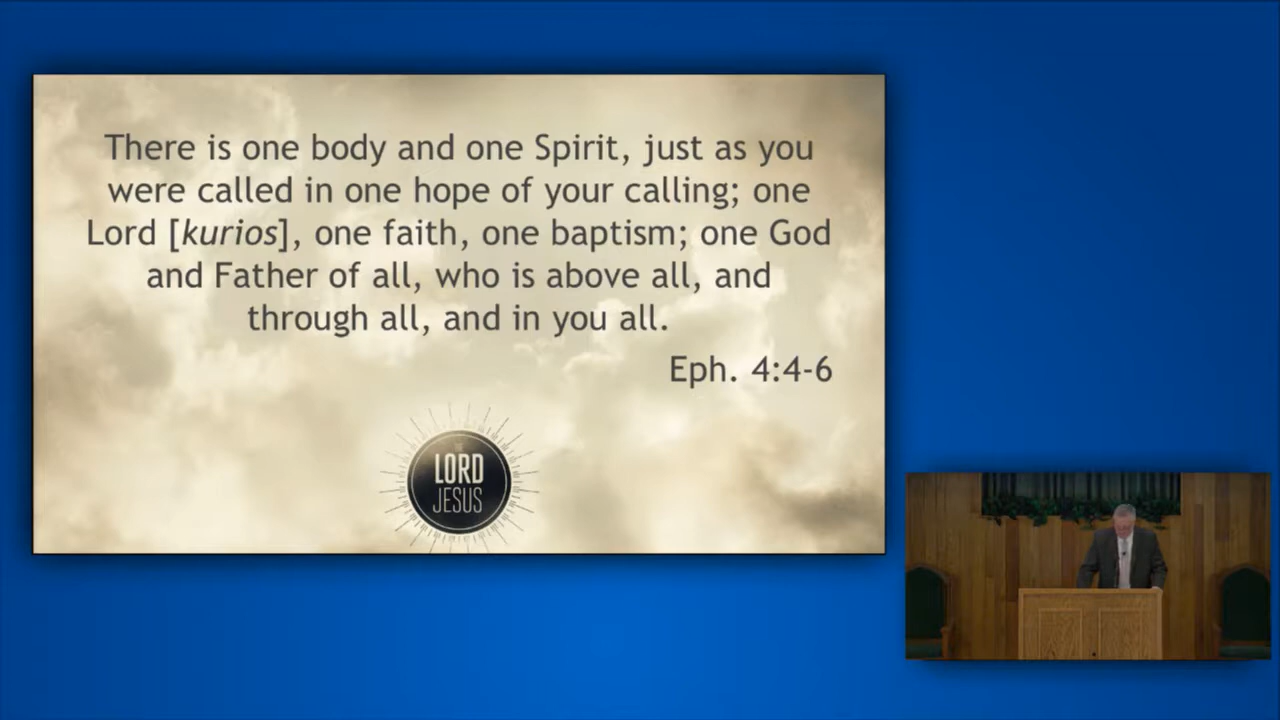 There is one body and one Spirit, just as you
were called in one hope of your calling; one
Lord [kurios], one faith, one baptism; one God
and Father of all, who is above all, and
through all, and in you all.
Eph. 4:4-6
THE
LORD
JESUS